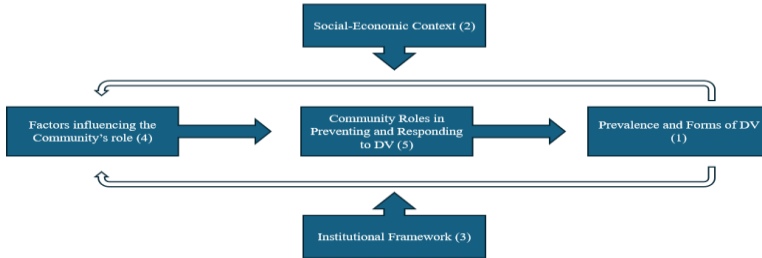 Social-Economic Context (2)
Factors influencing the
Community's role (4)
Community Roles in
Preventing and Responding
to DV (5)
Prevalence and Forms of DV
(1)
Institutional Framework (3)